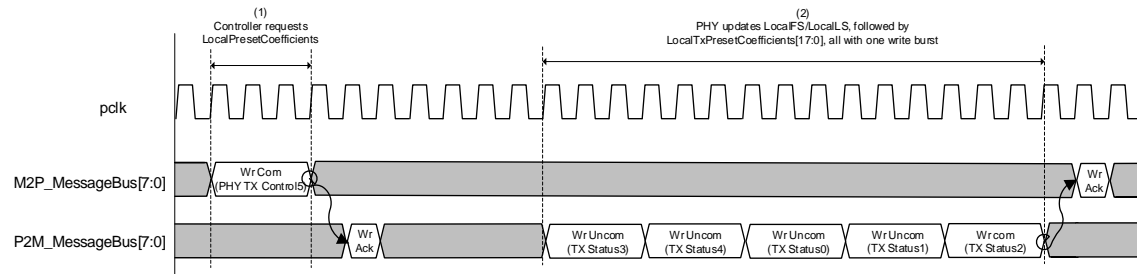 (1)
Controller requests
LocalPresetCoefficients
(2)
PHY updates LocalFS/LocalLS, followed by
LocalTxPresetCoefficients[17:0], all with one write burst
pclk
M2P_MessageBus[7:0]
Wr Com
(PHY TX Control5)
Wr
Ack
P2M_MessageBus[7:0]
Wr
Ack
Wr Uncom
(TX Status3)
Wr Uncom
(TX Status4)
Wr Uncom
(TX Status0)
Wr Uncom
(TX Status1)
Wr com
(TX Status2)